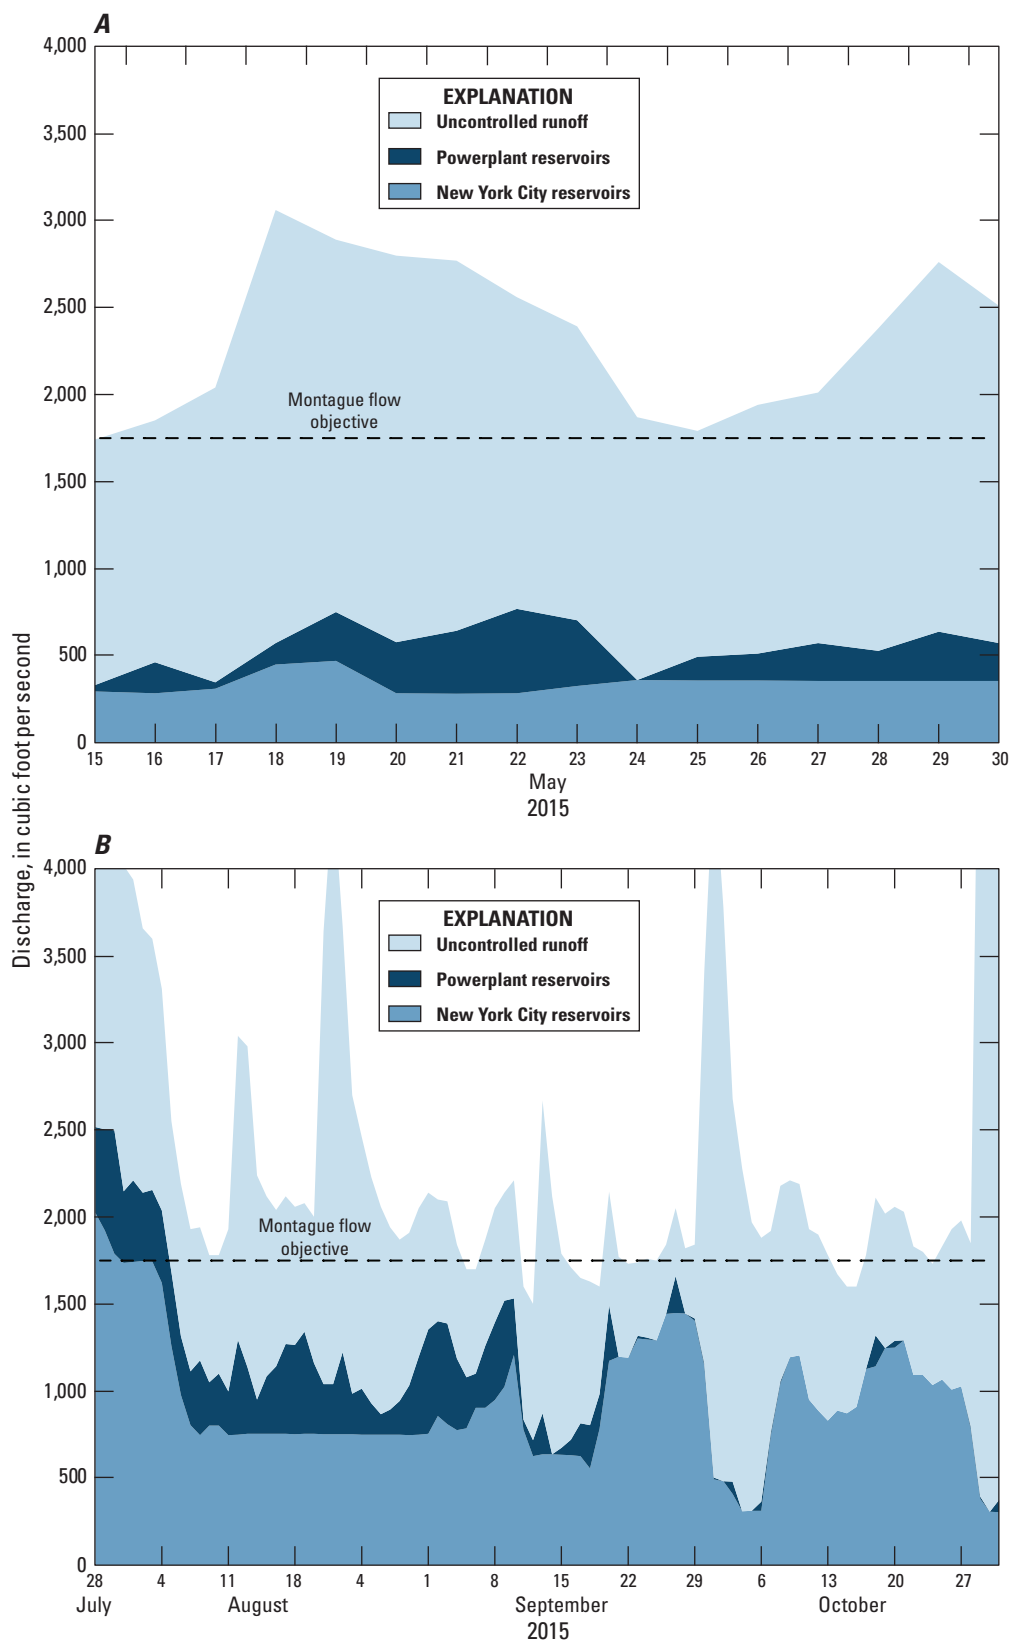 A
4,000
3,500
3,000
2,500
2,000
1,500
1,000
500
0
EXPLANATION
Uncontrolled runoff
Powerplant reservoirs
New York City reservoirs
Montague flow
objective
15 16 17 18 19 20 21 22 23 24 25 26 27 28 29 30
May
2015
Discharge, in cubic foot per second
B
4,000
3,500
3,000
2,500
2,000
1,500
1,000
500
0
EXPLANATION
Uncontrolled runoff
Powerplant reservoirs
New York City reservoirs
Montague flow
objective
28 4 11 18 4 1 8 15 22 29 6 13 20 27
July August September October
2015